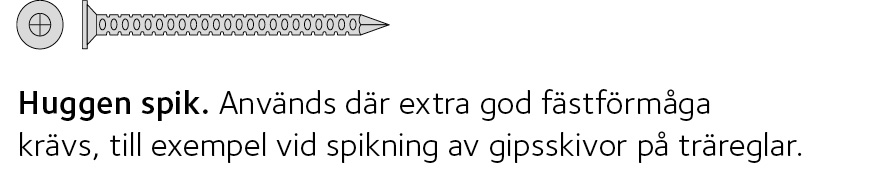 Huggen spik. Används där extra god fästförmåga
krävs, till exempel vid spikning av gipsskivor på träreglar.